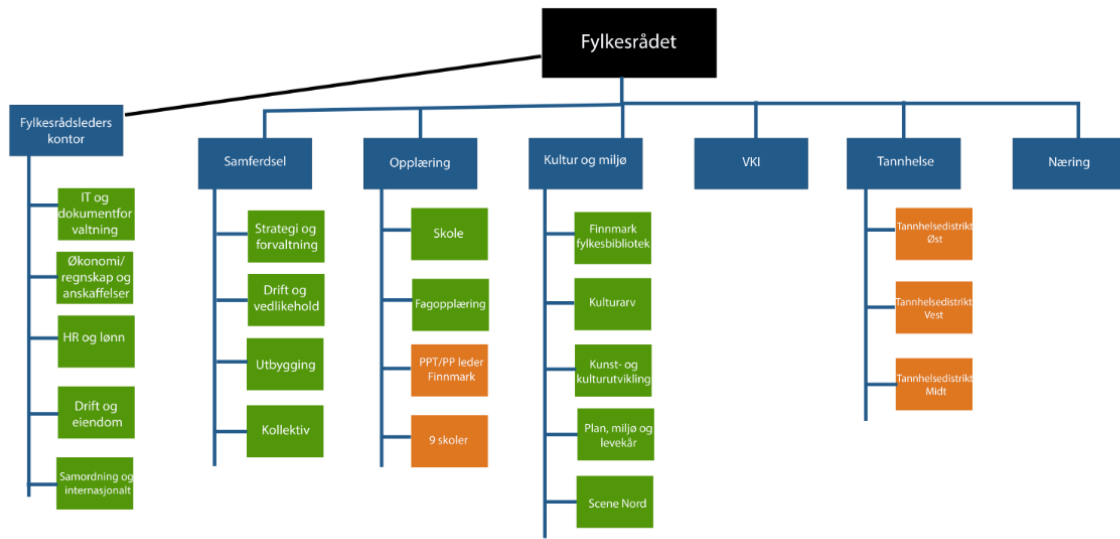 Fylkesrådet
Fylkesrådsleders
kontor
IT og
dokumentfor
valtning
Økonomi/
regnskap og
anskaffelser
HR og lønn
Drift og
eiendom
Samordning og
internasjonalt
Samferdsel
Strategi og
forvaltning
Drift og
vedlikehold
Utbygging
Kollektiv
Opplæring
Skole
Fagopplæring
PPT/PP leder
Finnmark
9 skoler
Kultur og miljø
Finnmark
fylkesbibliotek
Kulturarv
Kunst- og
kulturutvikling
Plan, miljø og
levekår
Scene Nord
VKI
Tannhelse
Tannhelsedistrikt
Øst
Tannhelsedistrikt
Vest
Tannhelsedistrikt
Midt
Næring